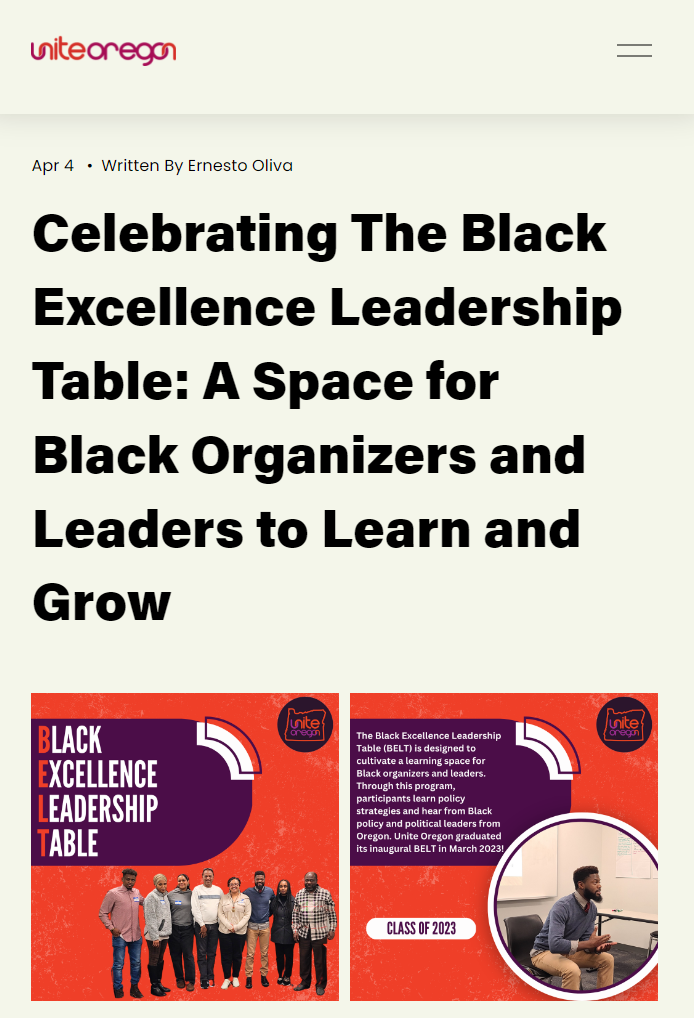 uniteoregon
Apr 4 • Written By Ernesto Oliva
Celebrating The Black
Excellence Leadership
Table: A Space for
Black Organizers and
Leaders to Learn and
Grow
unite
oregon
BLACK
EXCELLENCE
LEADERSHIP
TABLE
unite
oregon
The Black Excellence Leadership
Table (BELT) is designed to
cultivate a learning space for
Black organizers and leaders.
Through this program,
participants learn policy
strategies and hear from Black
policy and political leaders from
Oregon. Unite Oregon graduated
its inaugural BELT in March 2023!
CLASS OF 2023